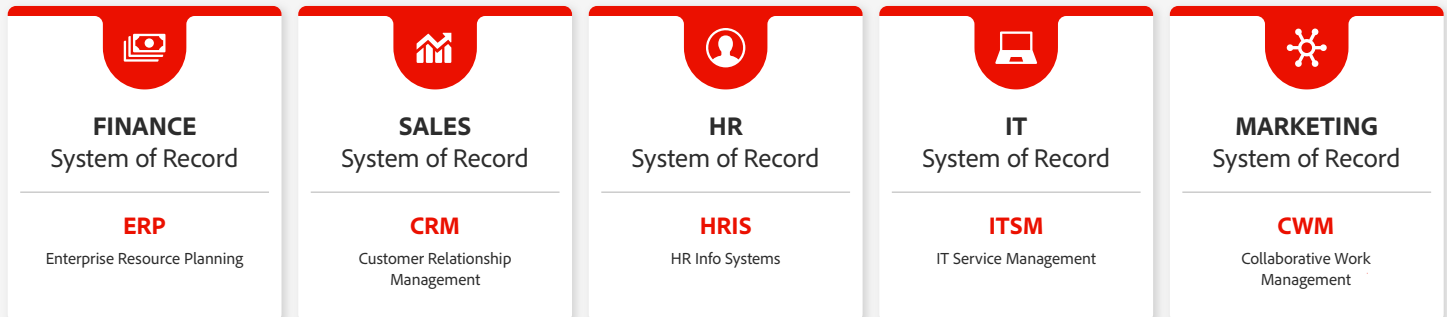 FINANCE
System of Record
ERP
Enterprise Resource Planning
SALES
System of Record
CRM
Customer Relationship
Management
HR
System of Record
HRIS
HR Info Systems
IT
System of Record
ITSM
IT Service Management
MARKETING
System of Record
CWM
Collaborative Work
Management